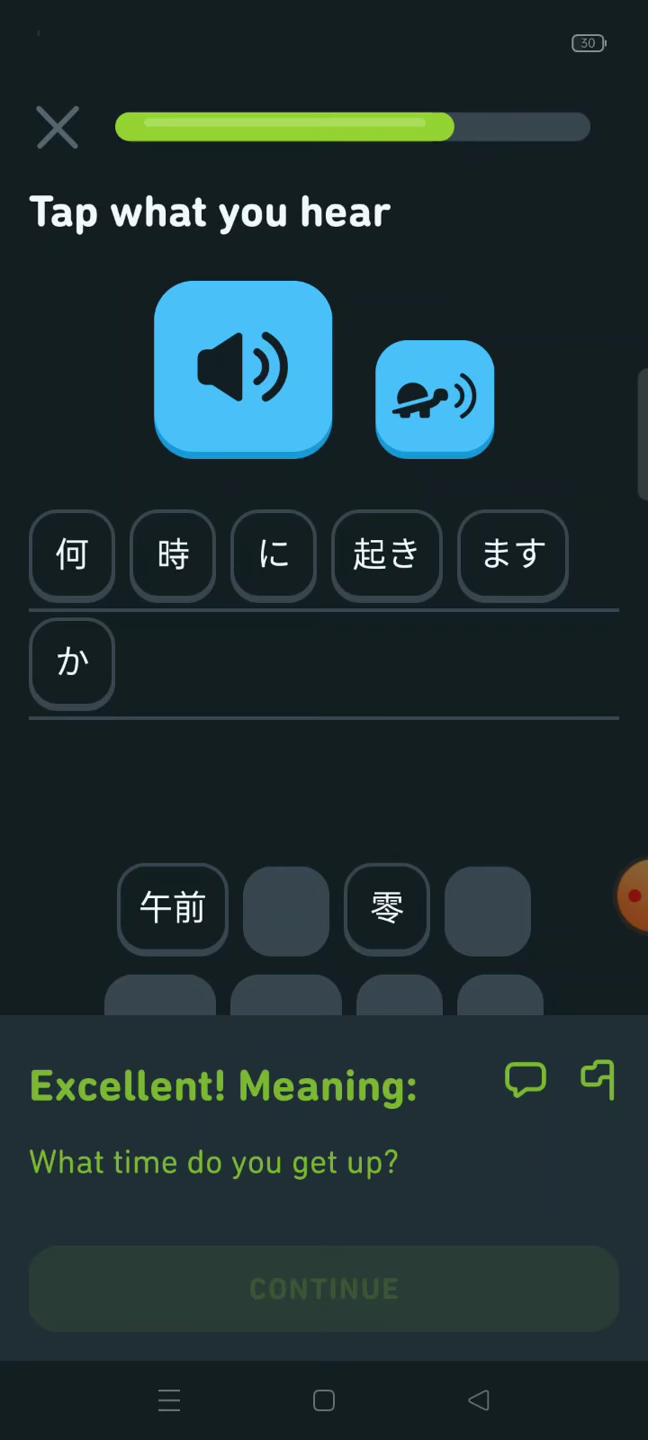 30
Tap what you hear
何 時 に 起き ます
か
午前 零
Excellent! Meaning:
What time do you get up?
CONTINUE